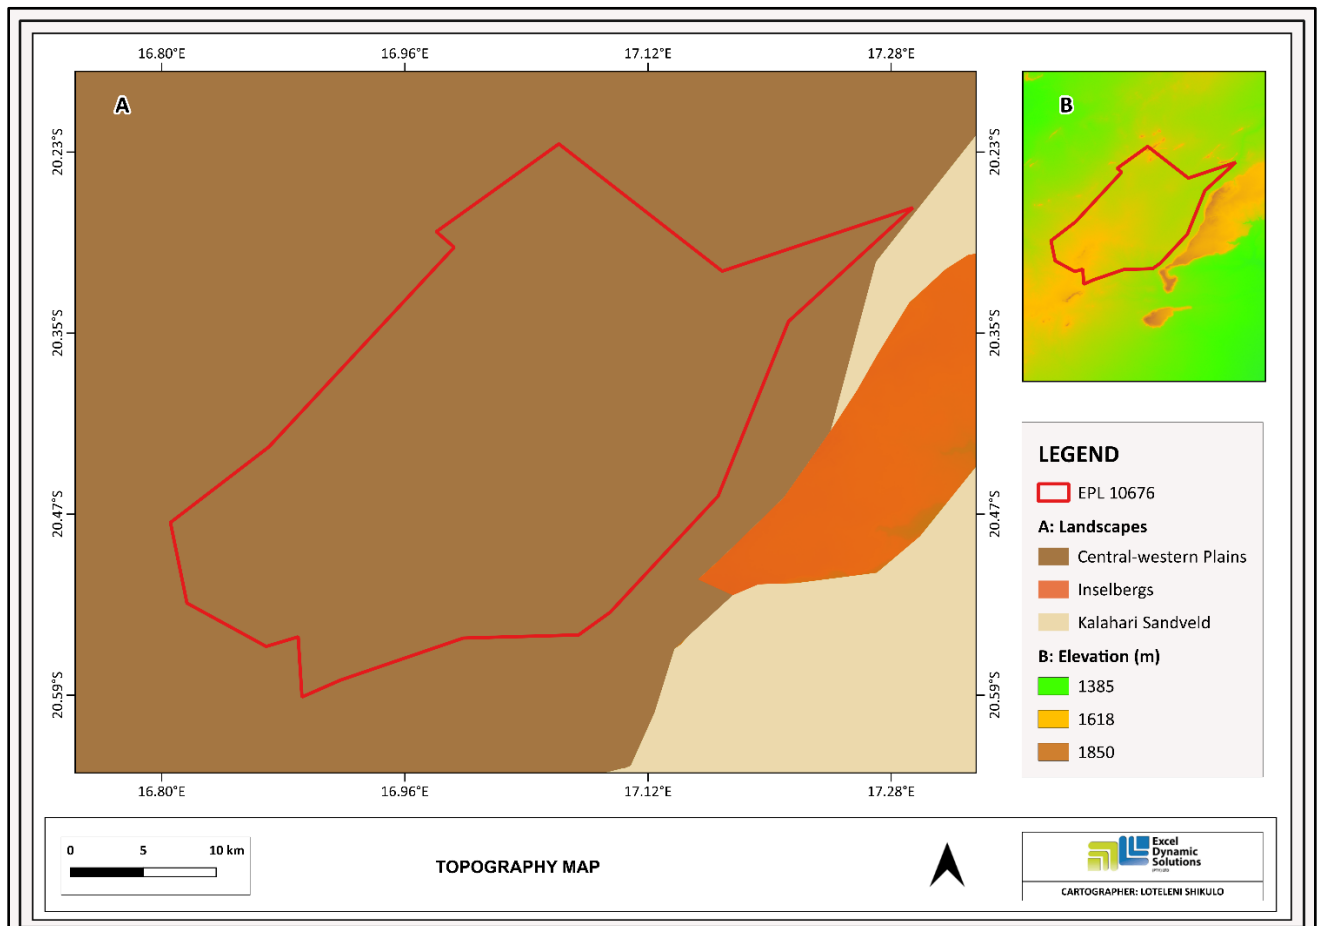 16.80°E 16.96°E 17.12°E 17.28°E
A
B
20.23°S 20.23°S
20.35°S 20.35°S
20.47°S 20.47°S
20.59°S 20.59°S
16.80°E 16.96°E 17.12°E 17.28°E
LEGEND
EPL 10676
A: Landscapes
Central-western Plains
Inselbergs
Kalahari Sandveld
B: Elevation (m)
1385
1618
1850
0 5 10 km
TOPOGRAPHY MAP
Excel
Dynamic
Solutions
CARTOGRAPHER: LOTELENI SHIKULO